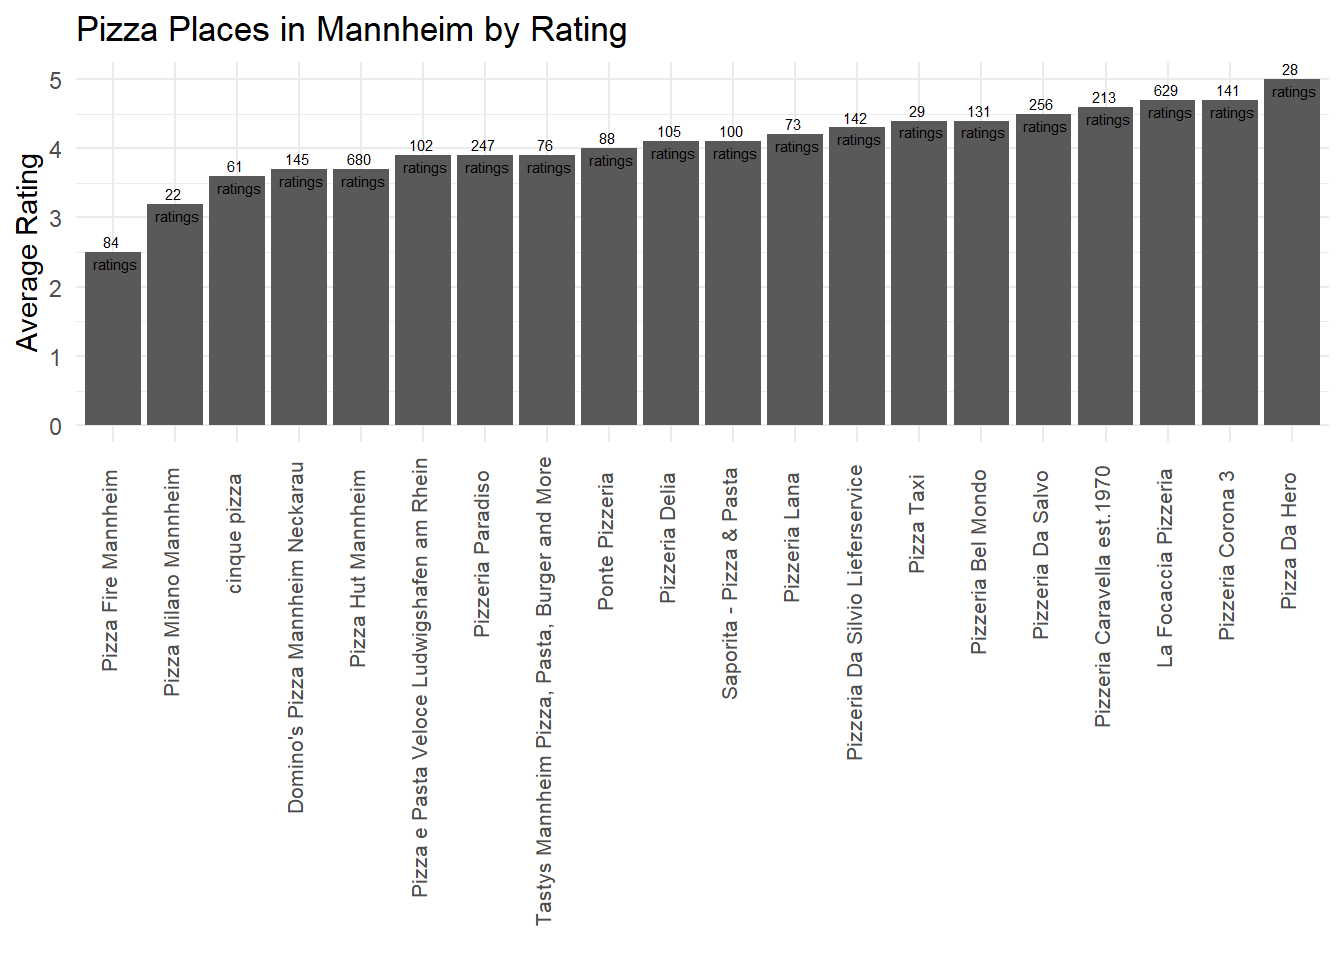 Pizza Places in Mannheim by Rating
Average Rating
5
4
3
2
1
0
84
ratings
22
ratings
61
ratings
145
ratings
680
ratings
102
ratings
247
ratings
76
ratings
88
ratings
105
ratings
100
ratings
73
ratings
142
ratings
29
ratings
131
ratings
256
ratings
213
ratings
629
ratings
141
ratings
28
ratings
Pizza Fire Mannheim
Pizza Milano Mannheim
cinque pizza
Domino's Pizza Mannheim Neckarau
Pizza Hut Mannheim
Pizza e Pasta Veloce Ludwigshafen am Rhein
Pizzeria Paradiso
Tastys Mannheim Pizza, Pasta, Burger and More
Ponte Pizzeria
Pizzeria Delia
Saporita - Pizza & Pasta
Pizzeria Lana
Pizzeria Da Silvio Lieferservice
Pizza Taxi
Pizzeria Bel Mondo
Pizzeria Da Salvo
Pizzeria Caravella est.1970
La Focaccia Pizzeria
Pizzeria Corona 3
Pizza Da Hero